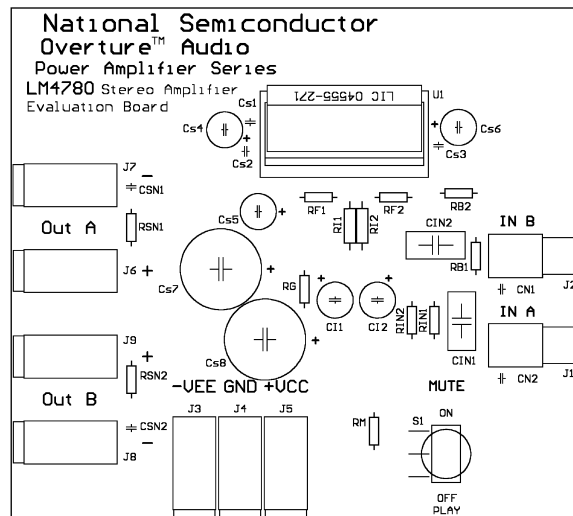 National Semiconductor
Overture™ Audio
Power Amplifier Series
LM4780 Stereo Amplifier
Evaluation Board
LIC 04555-271
U1
Cs1
Cs4
Cs2
Cs6
Cs3
J7
CSN1
RSN1
Out A
J6
Cs5
RF1
RF2
RB2
RI1
RI2
CIN2
IN B
RB1
J2
CN1
Cs7
RG
CI1
CI2
RIN2
RIN1
CIN1
IN A
J1
CN2
J9
RSN2
Out B
CSN2
J8
Cs8
-VEE GND +VCC
J3 J4 J5
MUTE
RM
S1
ON
OFF
PLAY